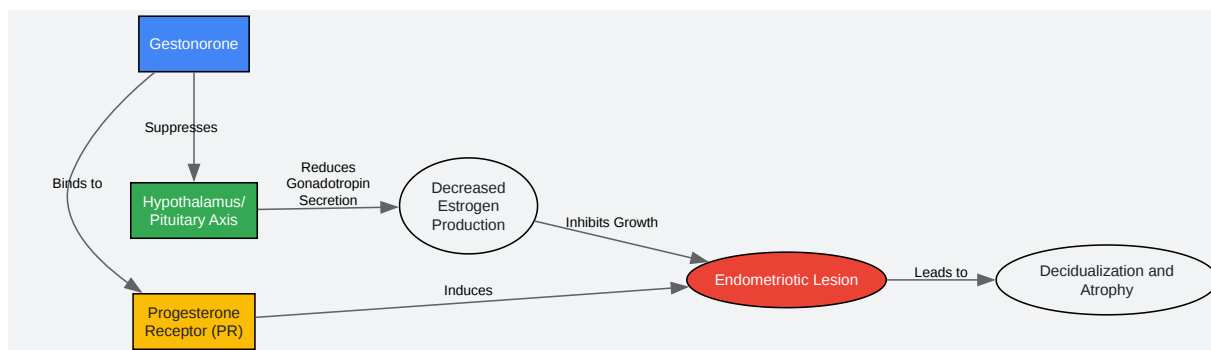 Gestonorone
Suppresses
Binds to
Hypothalamus/
Pituitary Axis
Reduces
Gonadotropin
Secretion
Decreased
Estrogen
Production
Inhibits Growth
Progesterone
Receptor (PR)
Induces
Endometriotic Lesion
Leads to
Decidualization and
Atrophy